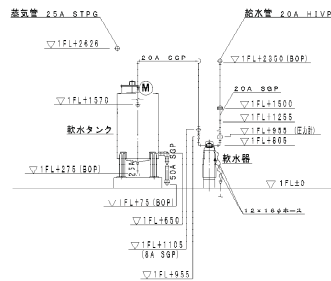 蒸気管 25A STPG
給水管 20A HIVP
▽1FL+2626
20A CCP
▽1FL+2350(BOP)
M
20A SGP
▽1FL+1570
▽1FL+1500
▽1FL+1255
軟水タンク
▽1FL+955 (圧力計)
▽1FL+805
軟水器
▽1FL+275(BOP)
50A SGP
▽1FL±0
▽1FL+75(BOP)
12×16φホース
▽1FL+650
▽1FL+1105
(8A SGP)
▽1FL+955